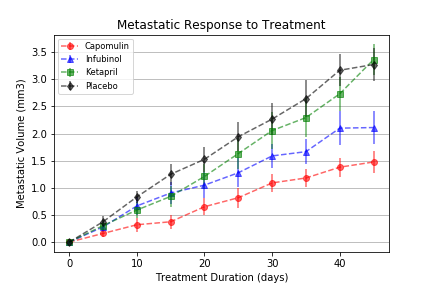 Metastatic Response to Treatment
Capomulin
Infubinol
Ketapril
Placebo
Metastatic Volume (mm3)
3.5
3.0
2.5
2.0
1.5
1.0
0.5
0.0
0 10 20 30 40
Treatment Duration (days)